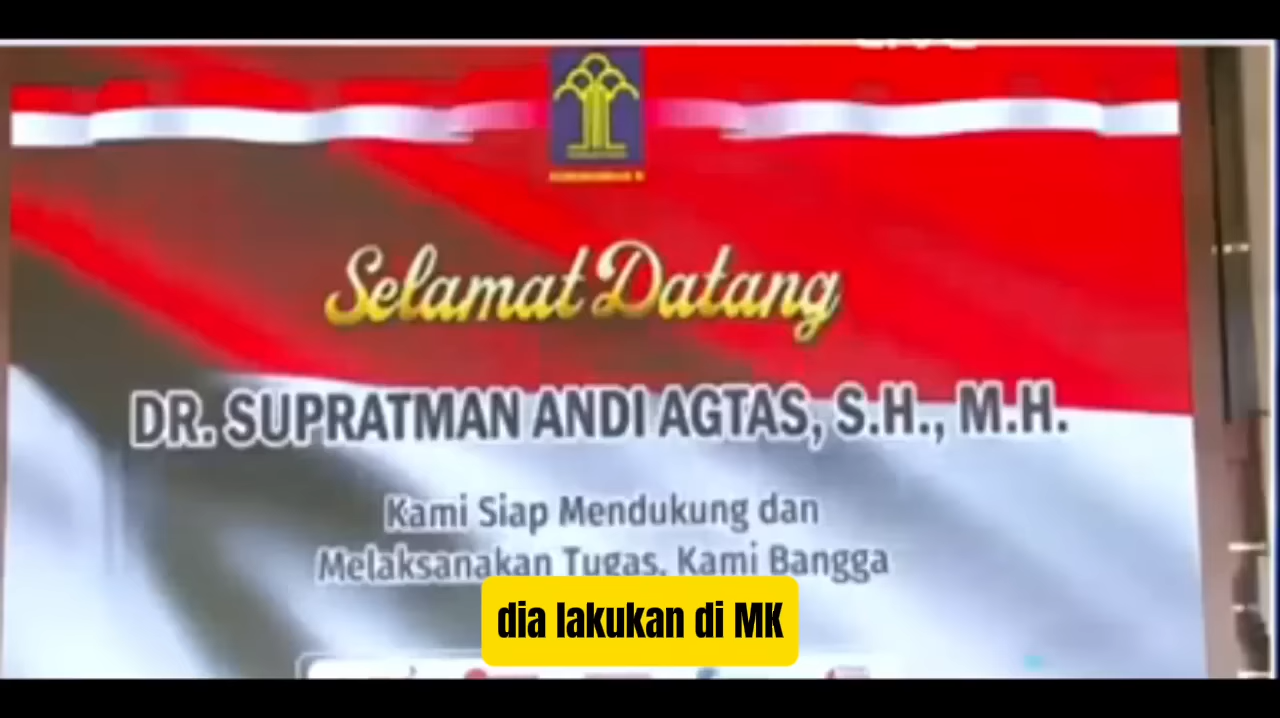 Selamat Datang
DR. SUPRATMAN ANDI AGTAS, S.H., M.H.
Kami Siap Mendukung dan
Melaksanakan Tugas, Kami Bangga
dia lakukan di MK